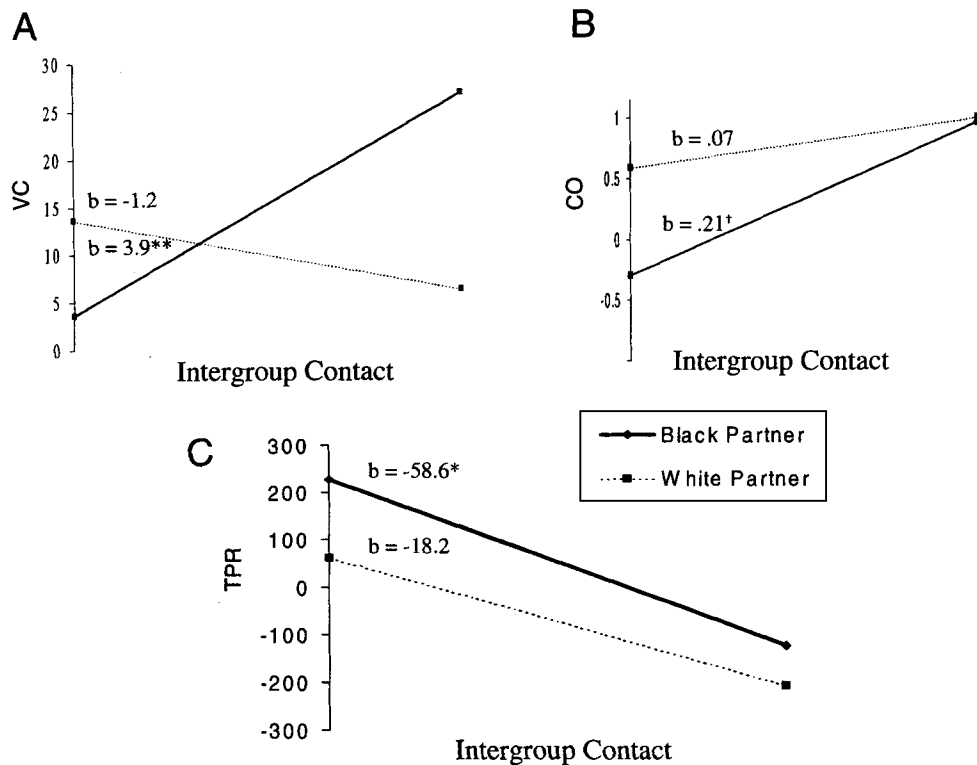 A
30
25
20
15
10
5
0
VC
b = -1.2
b = 3.9**
Intergroup Contact
B
1
0.5
0
-0.5
CO
b = .07
b = .21†
Intergroup Contact
C
300
200
100
0
-100
-200
-300
TPR
b = -58.6*
b = -18.2
Intergroup Contact
Black Partner
White Partner